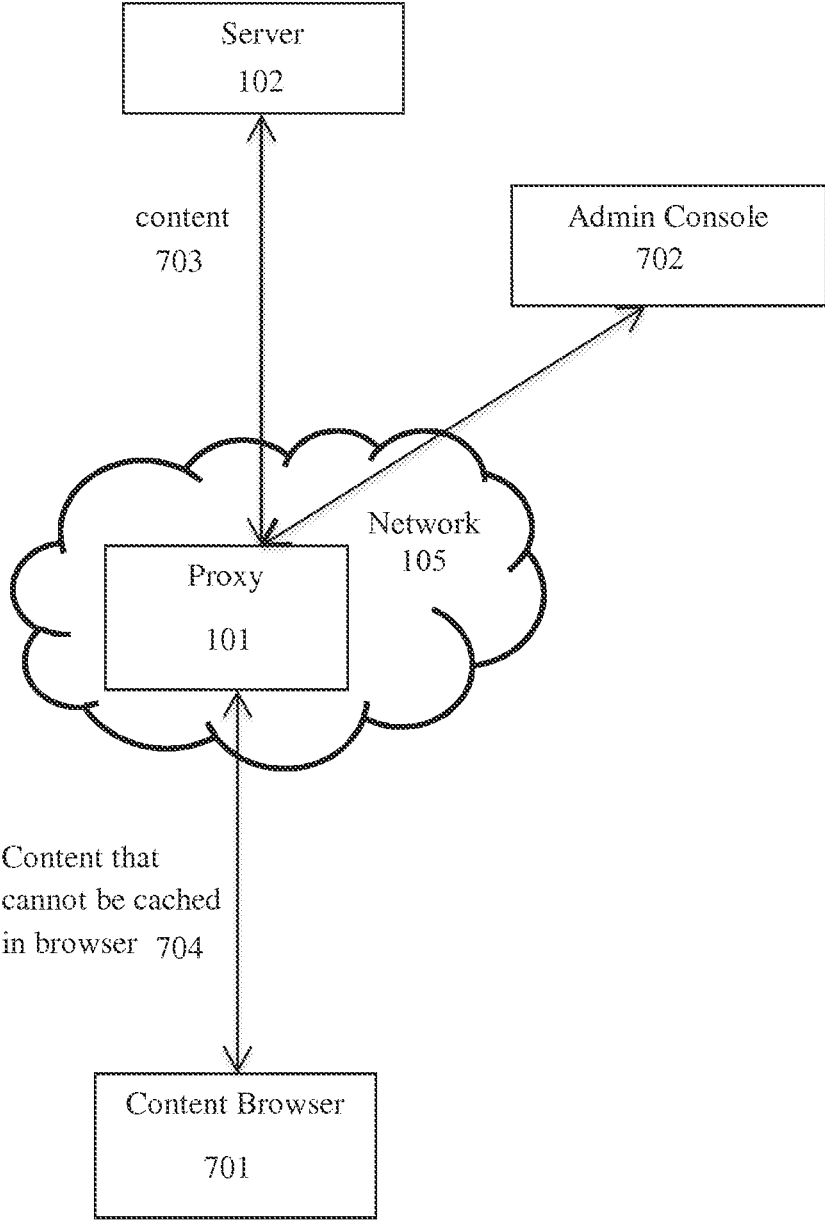 Server
102
content
703
Admin Console
702
Network
105
Proxy
101
Content that
cannot be cached
in browser 704
Content Browser
701